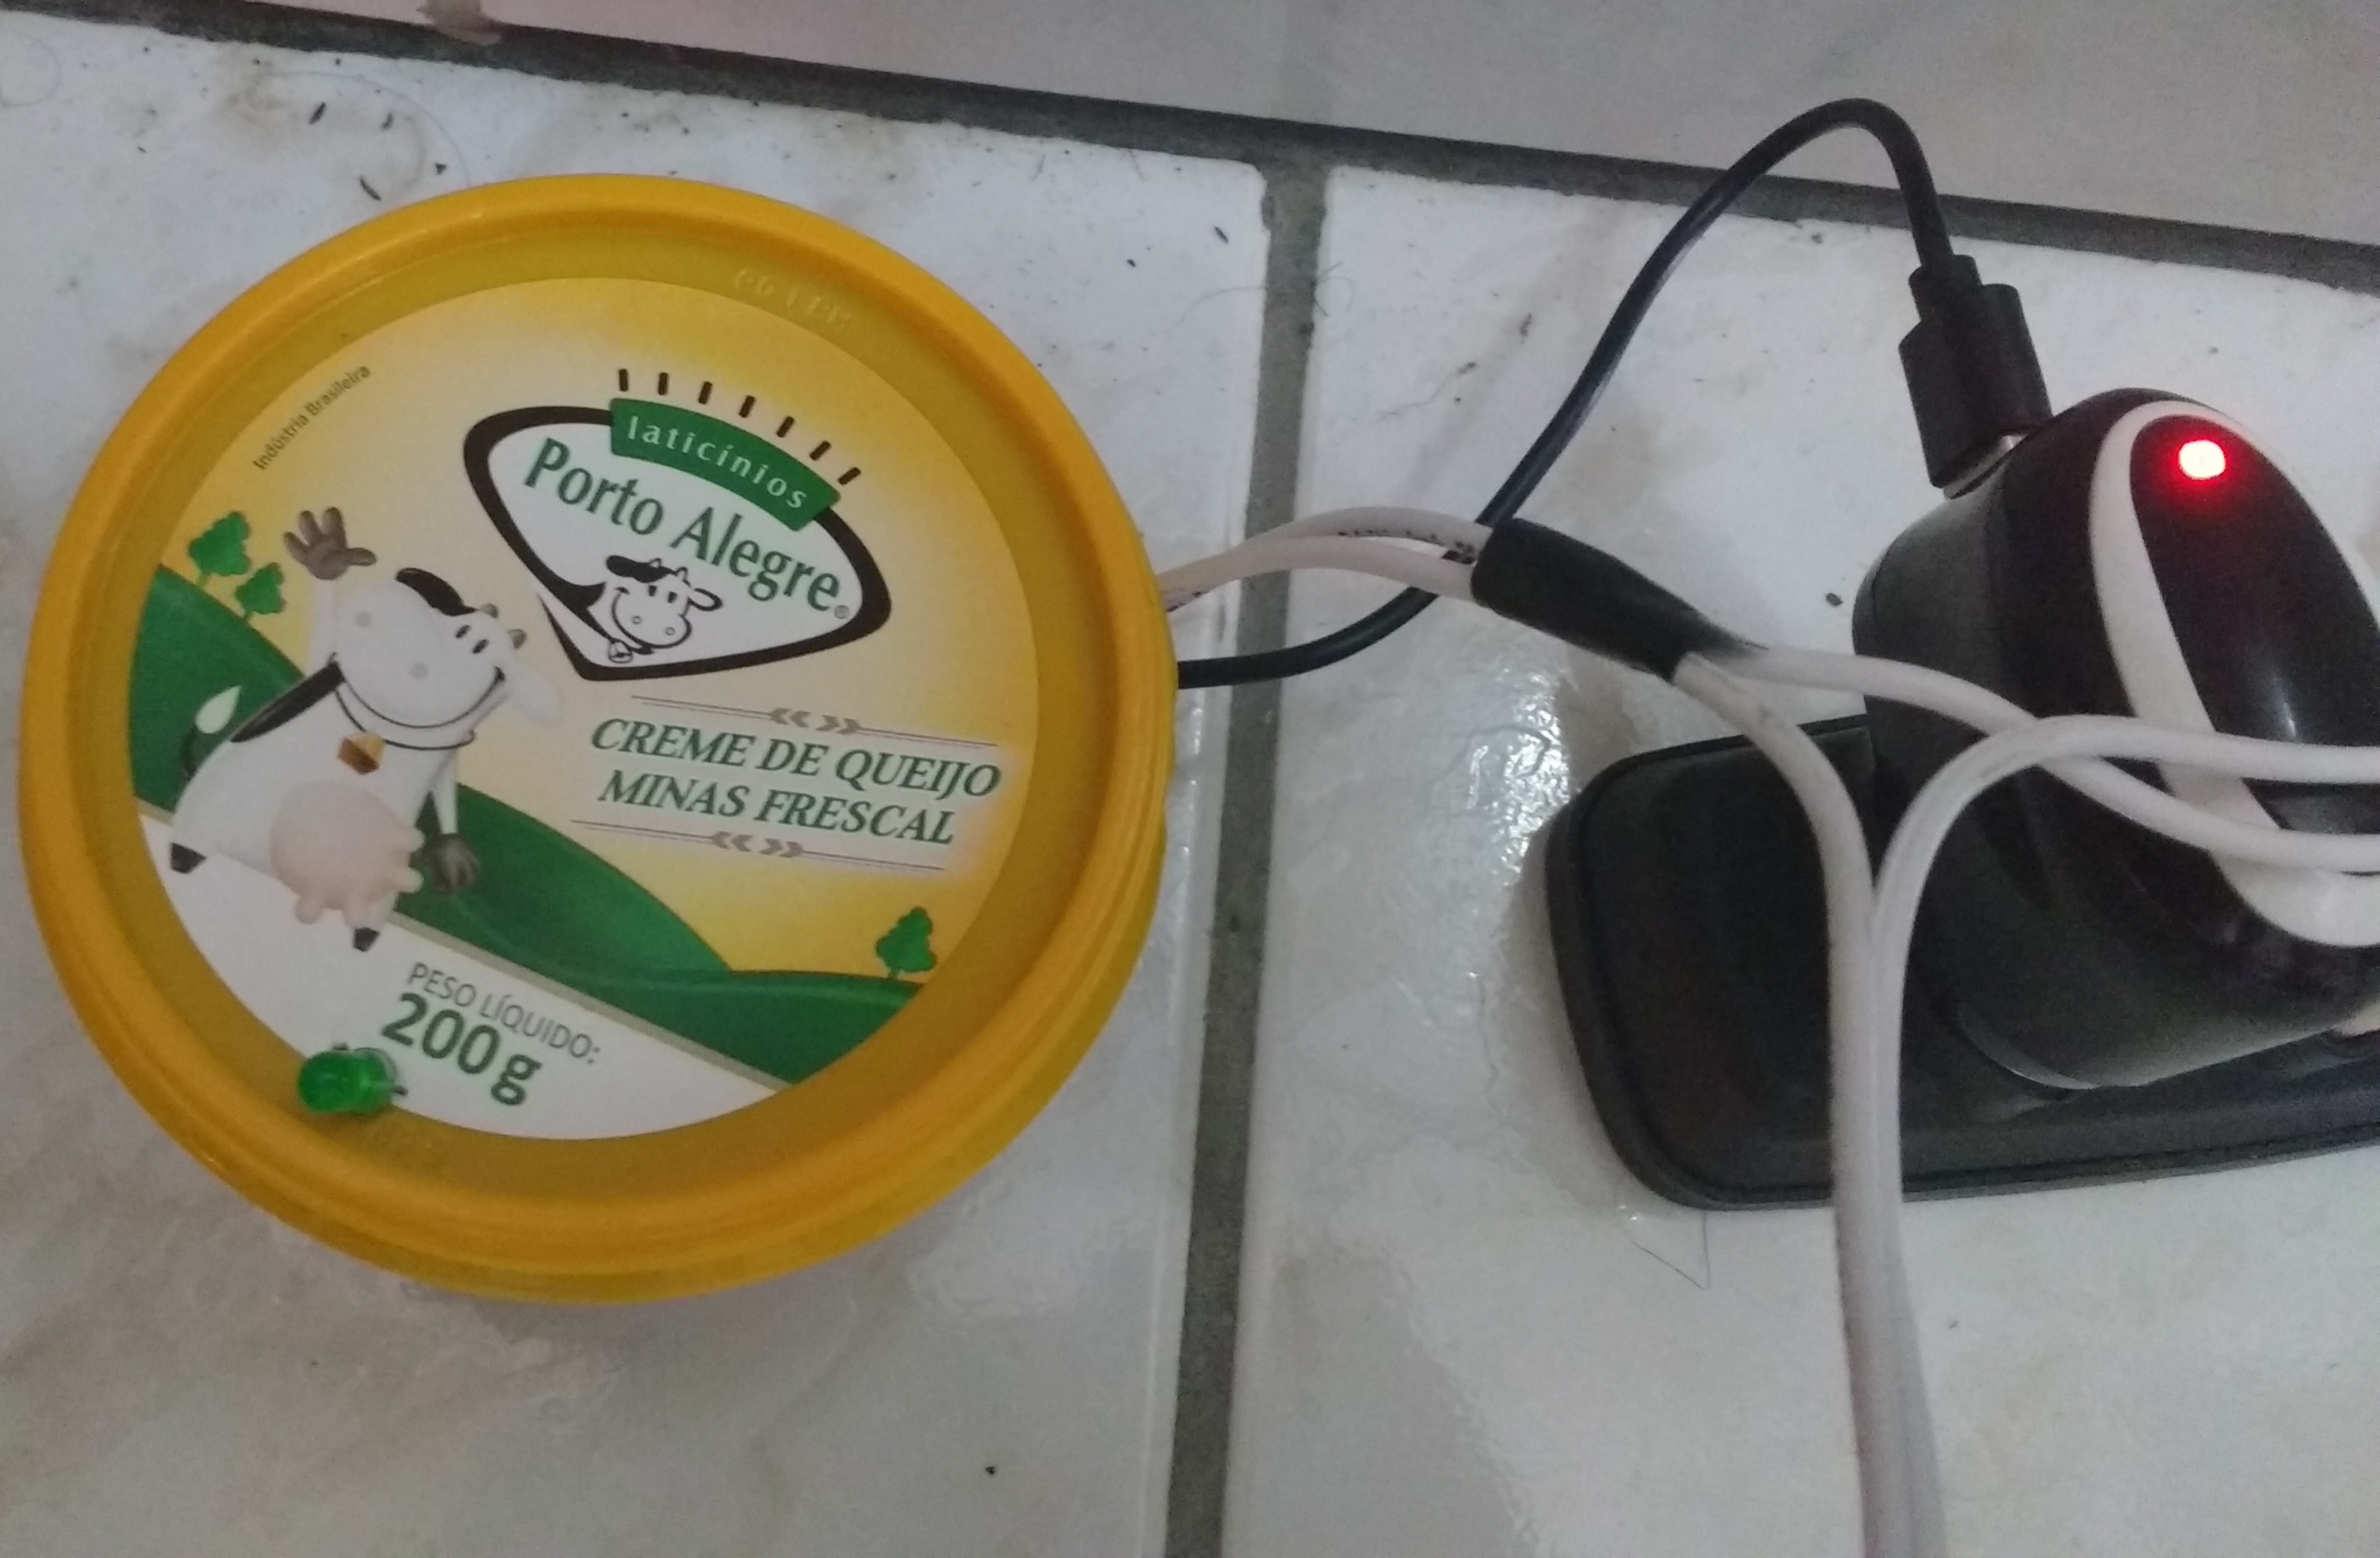 Indústria Brasileira
laticínios
Porto Alegre®
CREME DE QUEIJO
MINAS FRESCAL
PESO LÍQUIDO:
200g